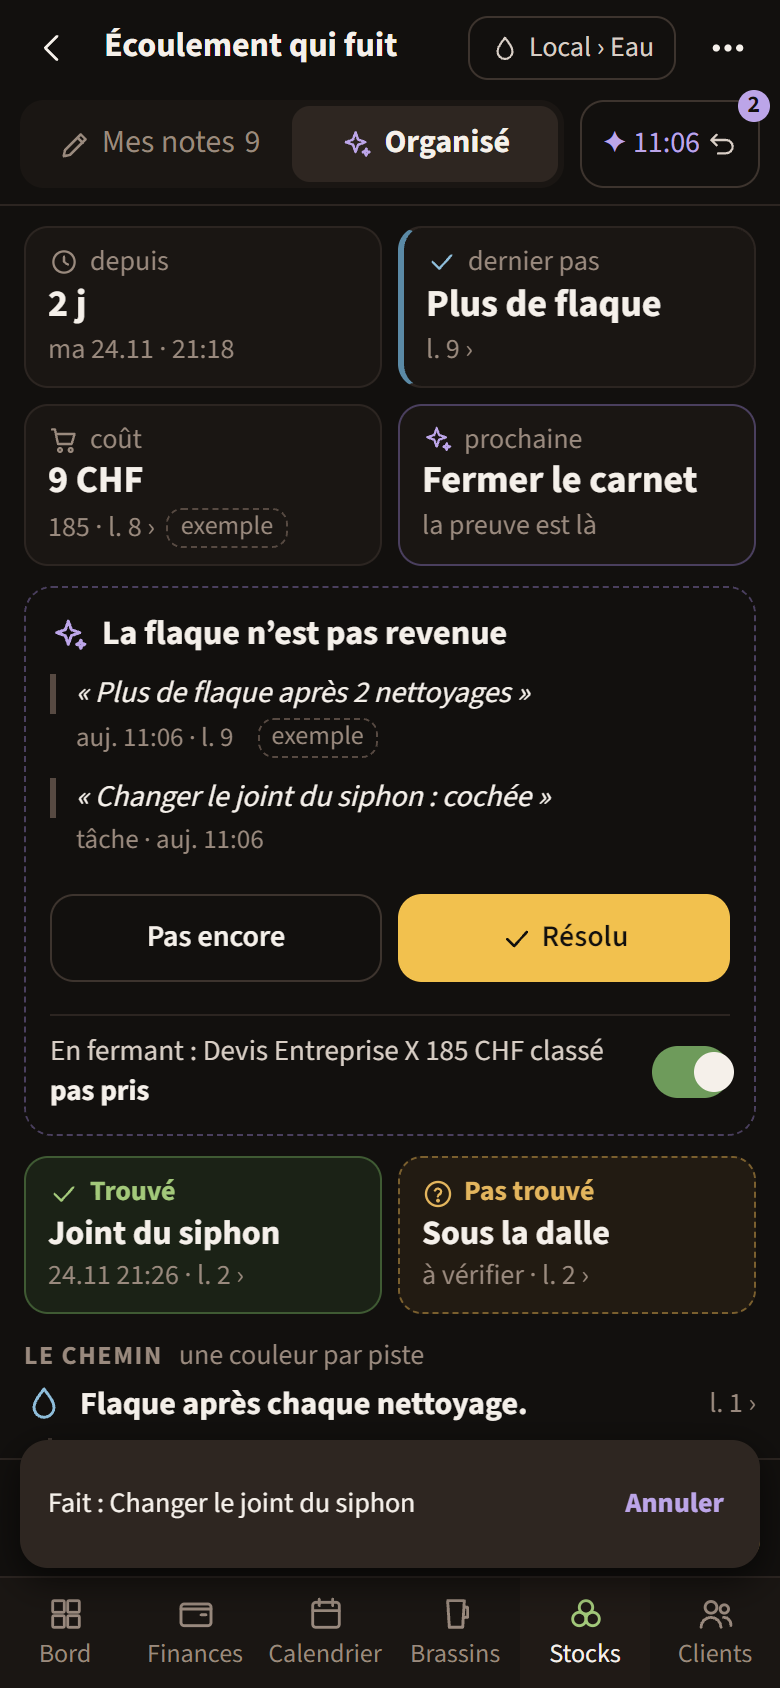 Écoulement qui fuit
Local › Eau
Mes notes 9
Organisé
11:06
2
depuis
2 j
ma 24.11 · 21:18
dernier pas
Plus de flaque
l. 9 ›
coût
9 CHF
185 · l. 8 › exemple
prochaine
Fermer le carnet
la preuve est là
La flaque n’est pas revenue
« Plus de flaque après 2 nettoyages »
auj. 11:06 · l. 9 exemple
« Changer le joint du siphon : cochée »
tâche · auj. 11:06
Pas encore
Résolu
En fermant : Devis Entreprise X 185 CHF classé
pas pris
Trouvé
Joint du siphon
24.11 21:26 · l. 2 ›
Pas trouvé
Sous la dalle
à vérifier · l. 2 ›
LE CHEMIN une couleur par piste
Flaque après chaque nettoyage. l. 1 ›
Fait : Changer le joint du siphon Annuler
Bord Finances Calendrier Brassins Stocks Clients